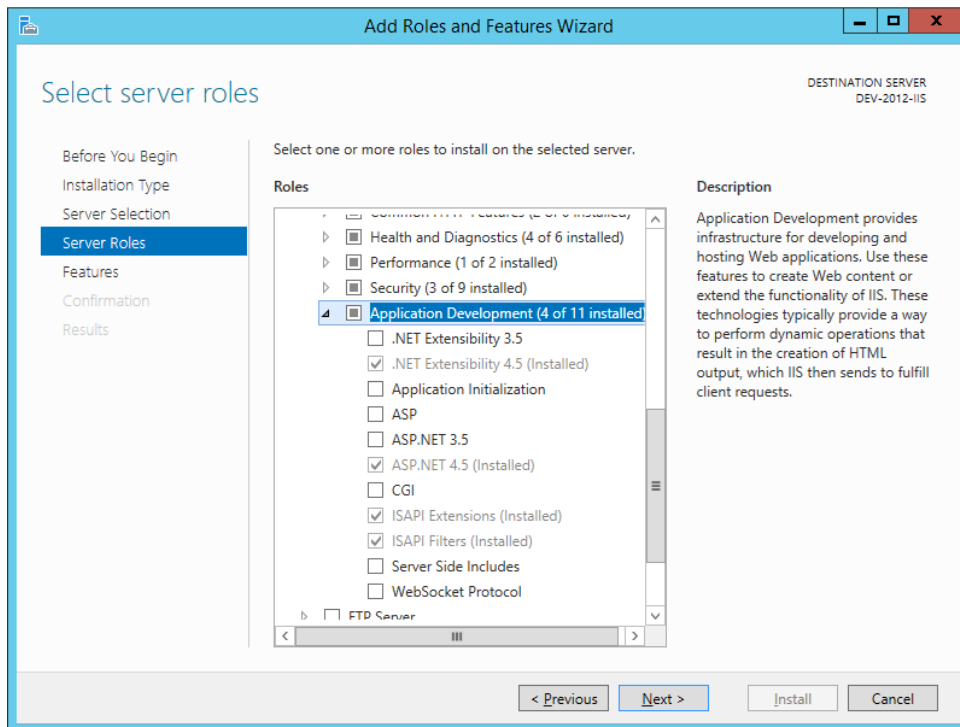 Add Roles and Features Wizard
Select server roles
DESTINATION SERVER
DEV-2012-IIS
Before You Begin
Installation Type
Server Selection
Server Roles
Features
Confirmation
Results
Select one or more roles to install on the selected server.
Roles
Common HTTP Features (2 of 6 installed)
Health and Diagnostics (4 of 6 installed)
Performance (1 of 2 installed)
Security (3 of 9 installed)
Application Development (4 of 11 installed)
.NET Extensibility 3.5
.NET Extensibility 4.5 (Installed)
Application Initialization
ASP
ASP.NET 3.5
ASP.NET 4.5 (Installed)
CGI
ISAPI Extensions (Installed)
ISAPI Filters (Installed)
Server Side Includes
WebSocket Protocol
FTP Server
Description
Application Development provides
infrastructure for developing and
hosting Web applications. Use these
features to create Web content or
extend the functionality of IIS. These
technologies typically provide a way
to perform dynamic operations that
result in the creation of HTML
output, which IIS then sends to fulfill
client requests.
< Previous
Next >
Install
Cancel